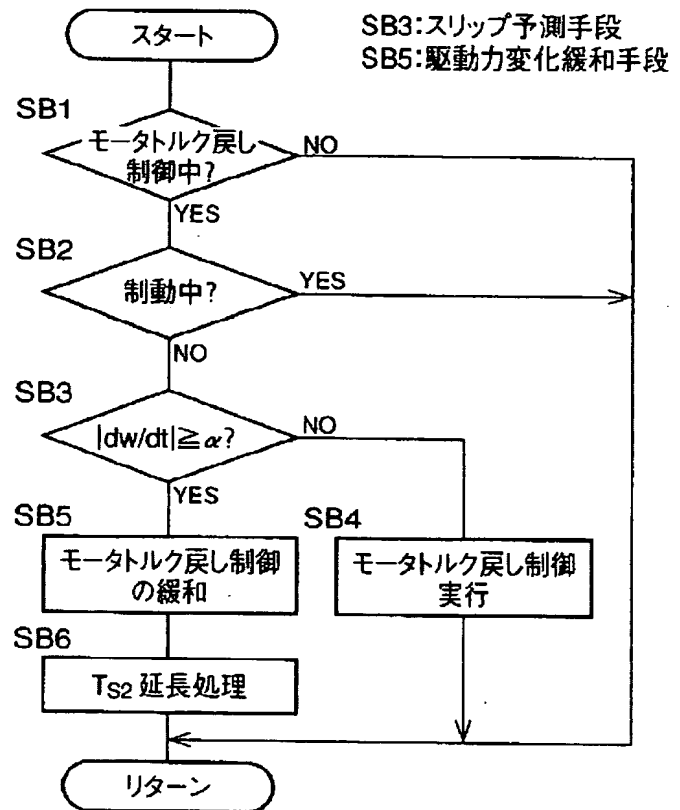 スタート
SB3:スリップ予測手段
SB5:駆動力変化緩和手段
SB1
モータトルク戻し
制御中?
NO
YES
SB2
制動中?
YES
NO
SB3
|dw/dt|≧α?
NO
YES
SB5
モータトルク戻し制御
の緩和
SB4
モータトルク戻し制御
実行
SB6
TS2 延長処理
リターン